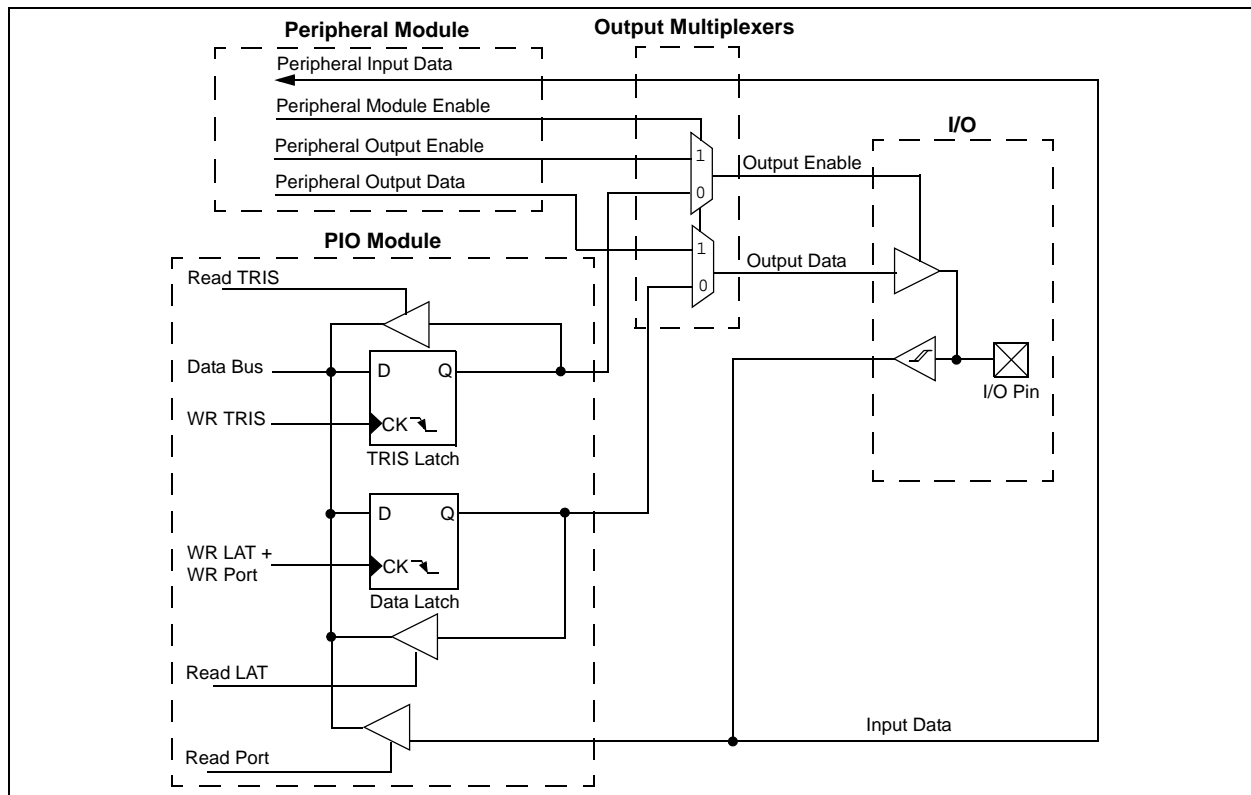 Peripheral Module
Output Multiplexers
Peripheral Input Data
Peripheral Module Enable
I/O
Peripheral Output Enable
1
Output Enable
Peripheral Output Data
0
PIO Module
1
Output Data
Read TRIS
0
Data Bus
D
Q
I/O Pin
WR TRIS
CK
TRIS Latch
D
Q
WR LAT +
WR Port
CK
Data Latch
Read LAT
Input Data
Read Port